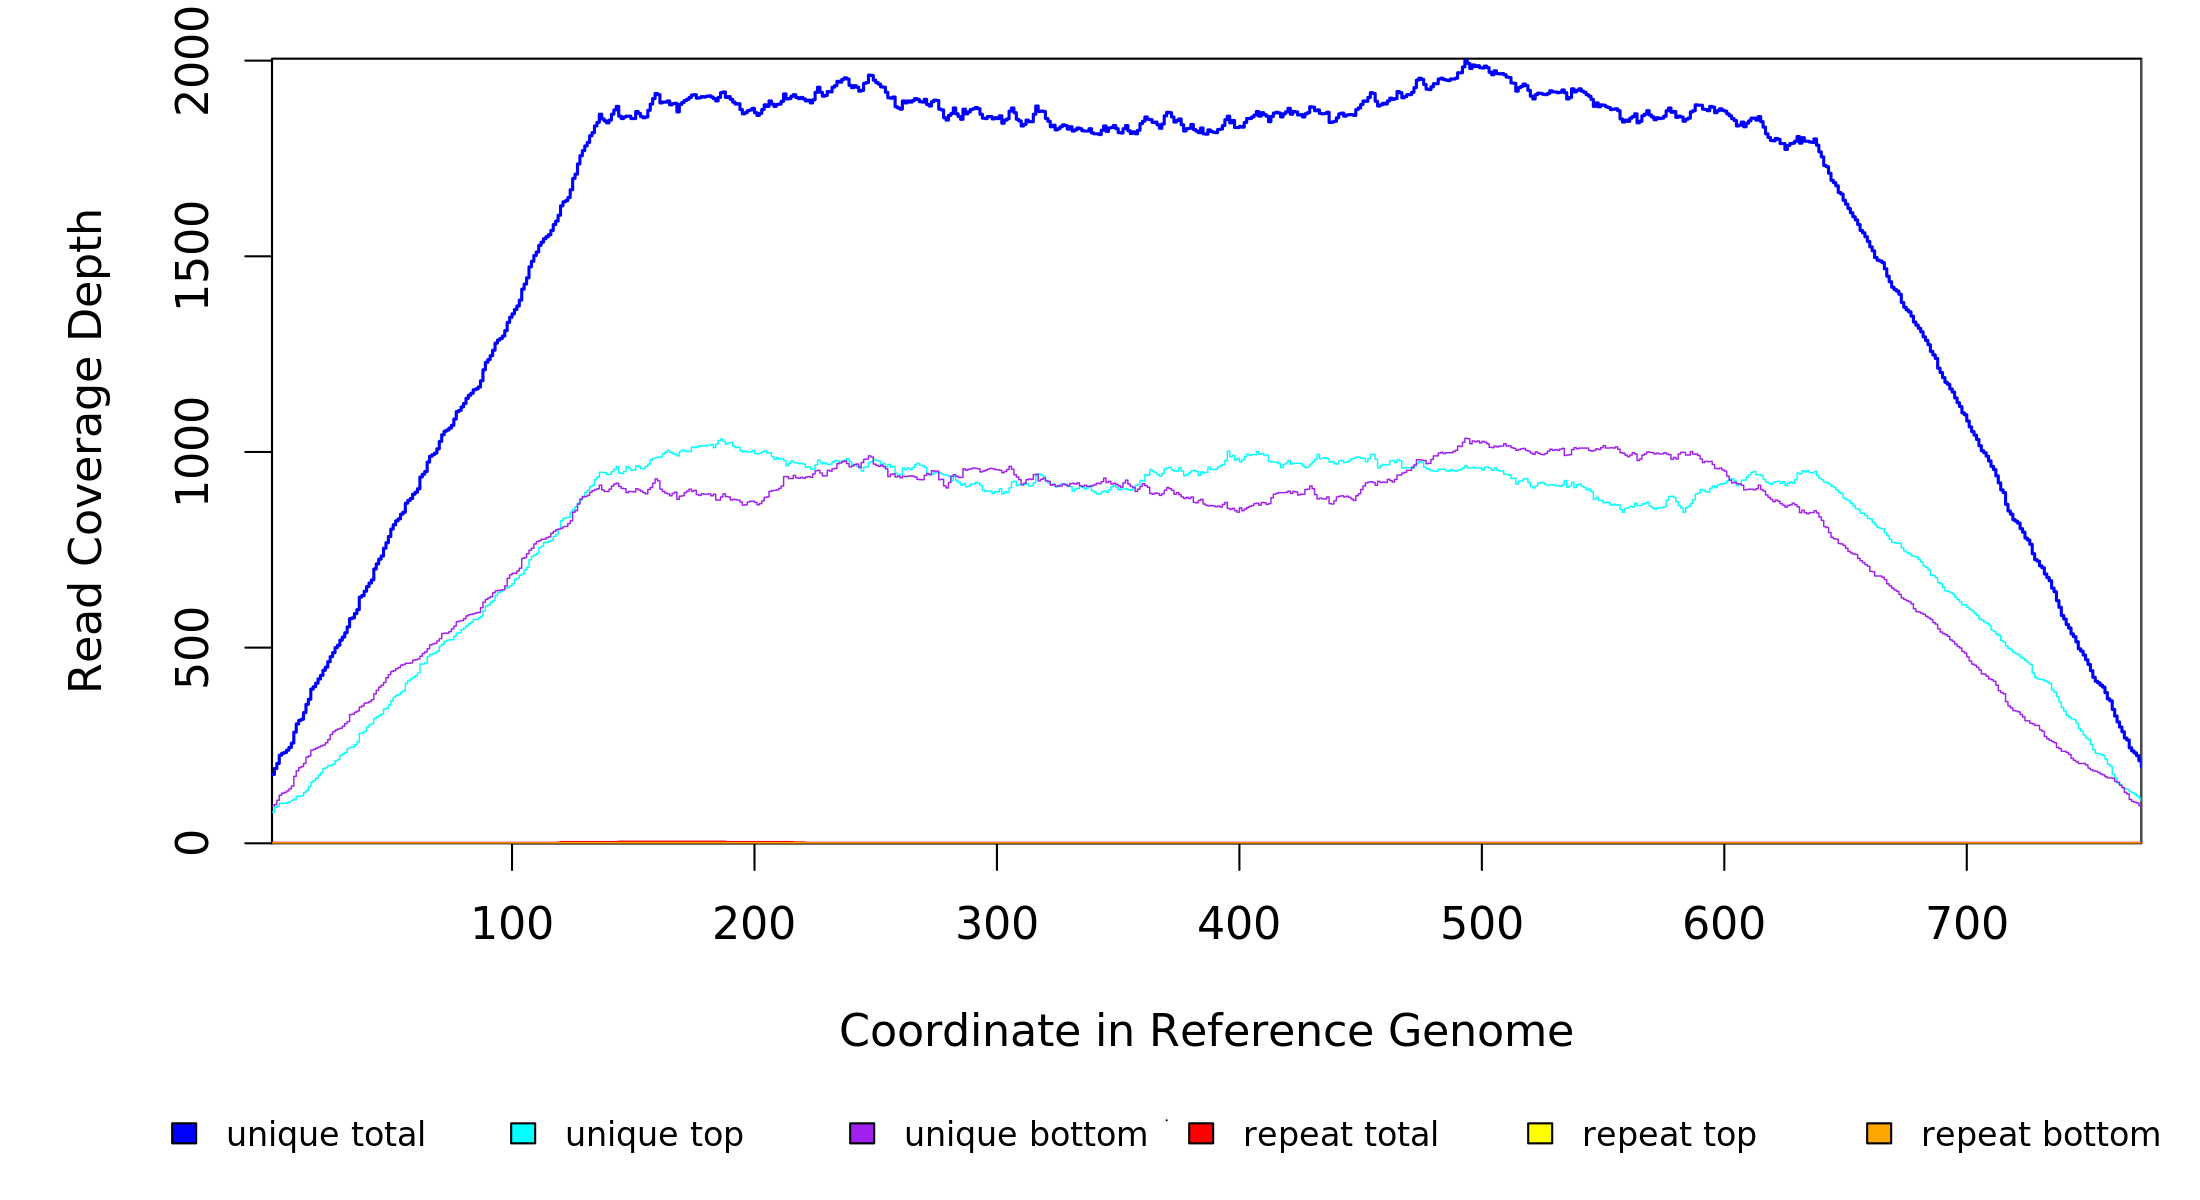 2000
1500
1000
500
0
Read Coverage Depth
100 200 300 400 500 600 700
Coordinate in Reference Genome
unique total unique top unique bottom repeat total repeat top repeat bottom